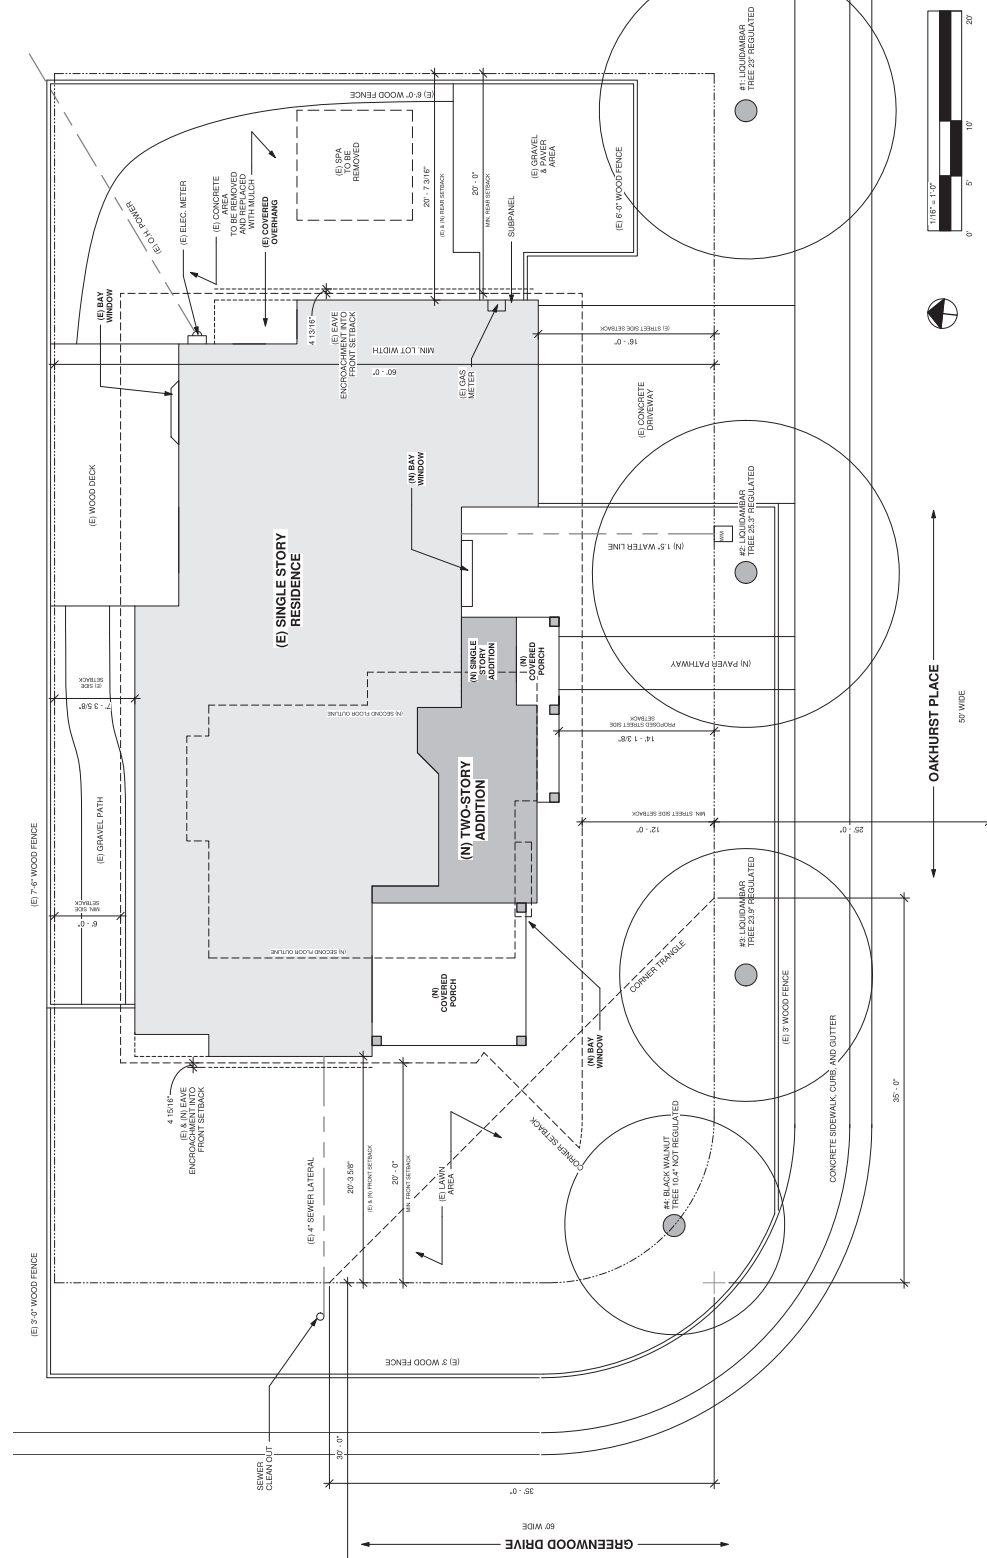 #1: LIQUIDAMBAR
TREE 23" REGULATED
20'
10'
5'
0'
1/16" = 1'-0"
(E) 6'-0" WOOD FENCE
(E) SPA
TO BE
REMOVED
(E) GRAVEL
& PAVER
AREA
(E) 6'-0" WOOD FENCE
(E) O.H. POWER
(E) ELEC. METER
(E) CONCRETE
AREA
TO BE REMOVED
AND REPLACED
WITH MULCH
(E) COVERED
OVERHANG
20' - 7 3/16"
(E) & (N) REAR SETBACK
20' - 0"
MIN. REAR SETBACK
SUBPANEL
(E) BAY
WINDOW
4 13/16"
(E) EAVE
ENCROACHMENT INTO
FRONT SETBACK
MIN. LOT WIDTH
60' - 0"
(E) GAS
METER
(E) STREET SIDE SETBACK
16' - 0"
(E) CONCRETE
DRIVEWAY
(E) WOOD DECK
(N) BAY
WINDOW
#2: LIQUIDAMBAR
TREE 25.3" REGULATED
WM
(N) 1.5" WATER LINE
(E) SINGLE STORY
RESIDENCE
(N) SINGLE
STORY
ADDITION
(N)
COVERED
PORCH
(N) PAVER PATHWAY
(E) SIDE
SETBACK
7' - 3 5/8"
(N) SECOND FLOOR OUTLINE
PROPOSED STREET SIDE
SETBACK
14' - 1 3/8"
OAKHURST PLACE
50' WIDE
(N) TWO-STORY
ADDITION
(E) 7'-6" WOOD FENCE
(E) GRAVEL PATH
MIN. STREET SIDE SETBACK
12' - 0"
25' - 0"
MIN. SIDE
SETBACK
6' - 0"
#3: LIQUIDAMBAR
TREE 23.9" REGULATED
(N) SECOND FLOOR OUTLINE
CORNER TRANGLE
(N)
COVERED
PORCH
(E) 3' WOOD FENCE
(N) BAY
WINDOW
CONCRETE SIDEWALK, CURB, AND GUTTER
35' - 0"
4 15/16"
(E) & (N) EAVE
ENCROACHMENT INTO
FRONT SETBACK
CORNER SETBACK
#4: BLACK WALNUT
TREE 10.4" NOT REGULATED
(E) 4" SEWER LATERAL
20'-3 5/8"
(E) & (N) FRONT SETBACK
20' - 0"
MIN. FRONT SETBACK
(E) LAWN
AREA
(E) 3'-0" WOOD FENCE
(E) 3' WOOD FENCE
SEWER
CLEAN OUT
30' - 0"
35' - 0"
60' WIDE
GREENWOOD DRIVE